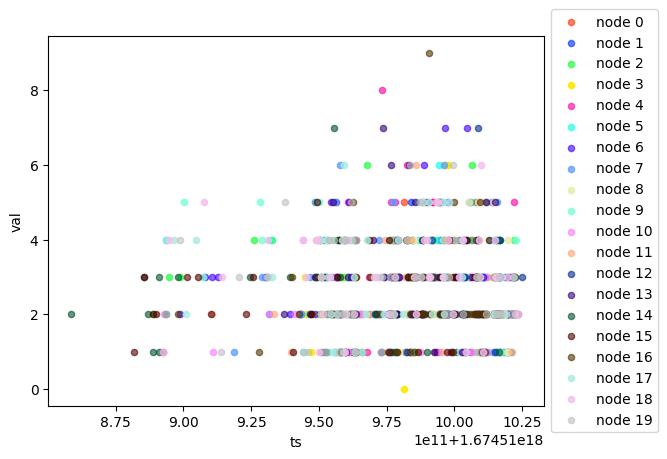 8
6
4
2
0
val
8.75 9.00 9.25 9.50 9.75 10.00 10.25
ts
1e11+1.67451e18
node 0
node 1
node 2
node 3
node 4
node 5
node 6
node 7
node 8
node 9
node 10
node 11
node 12
node 13
node 14
node 15
node 16
node 17
node 18
node 19